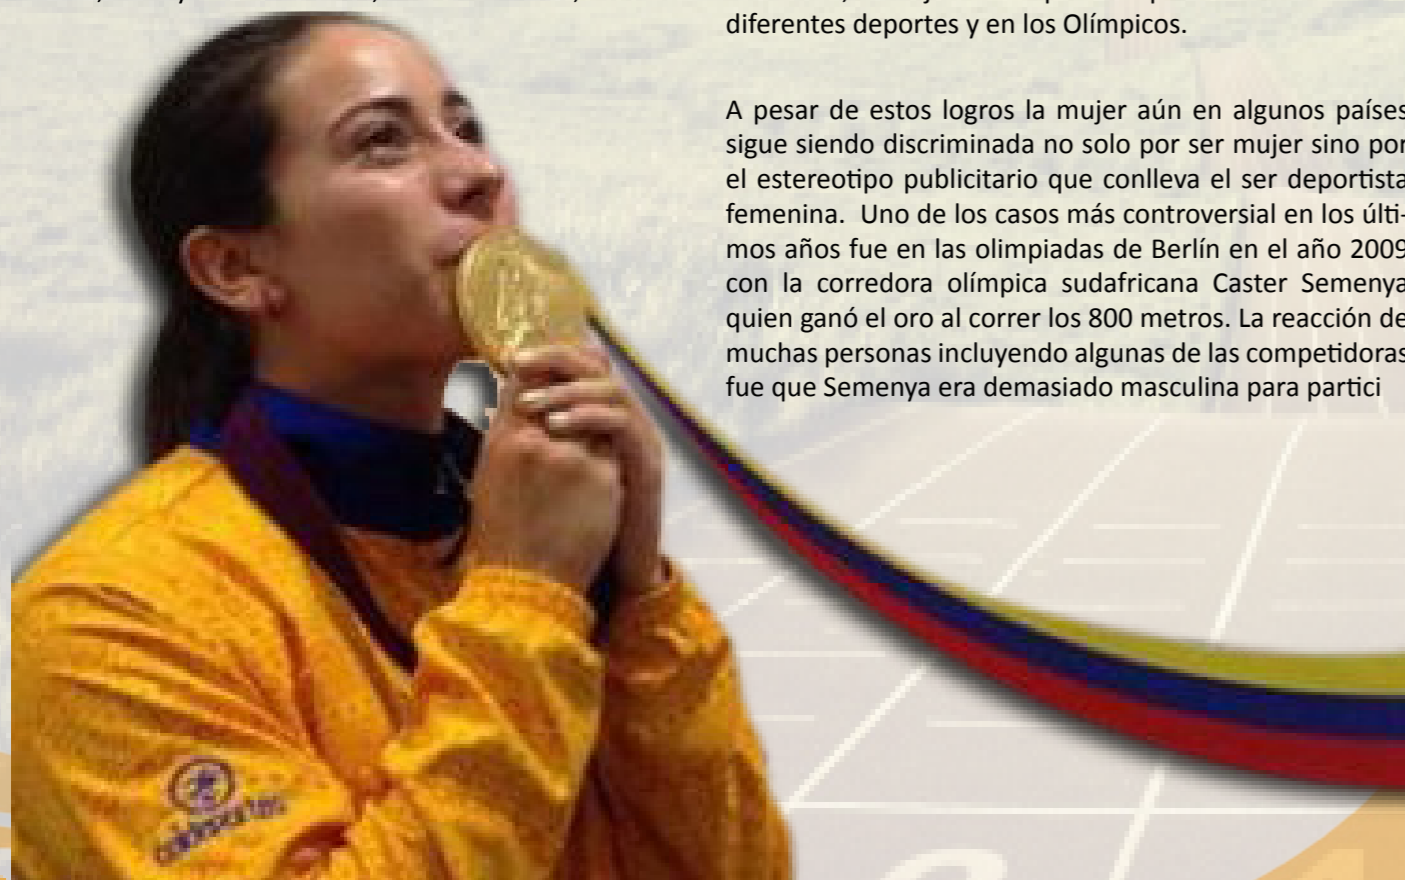 diferentes deportes y en los Olímpicos.
A pesar de estos logros la mujer aún en algunos países
sigue siendo discriminada no solo por ser mujer sino por
el estereotipo publicitario que conlleva el ser deportista
femenina. Uno de los casos más controversial en los últi-
mos años fue en las olimpiadas de Berlín en el año 2009
con la corredora olímpica sudafricana Caster Semenya
quien ganó el oro al correr los 800 metros. La reacción de
muchas personas incluyendo algunas de las competidoras
fue que Semenya era demasiado masculina para partici